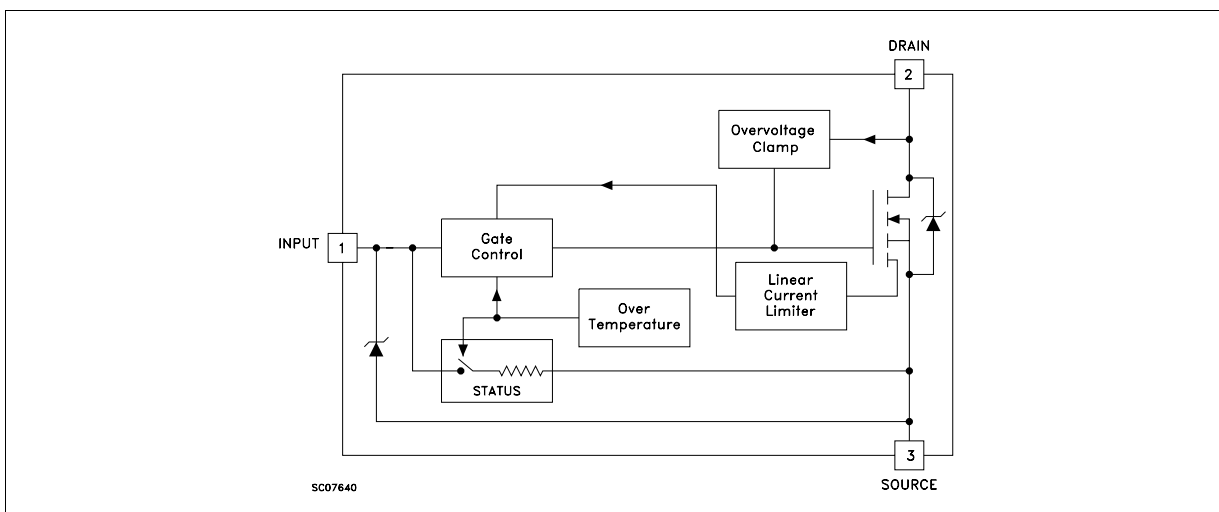 DRAIN
2
Overvoltage
Clamp
INPUT
1
Gate
Control
Linear
Current
Limiter
Over
Temperature
STATUS
3
SOURCE
SC07640